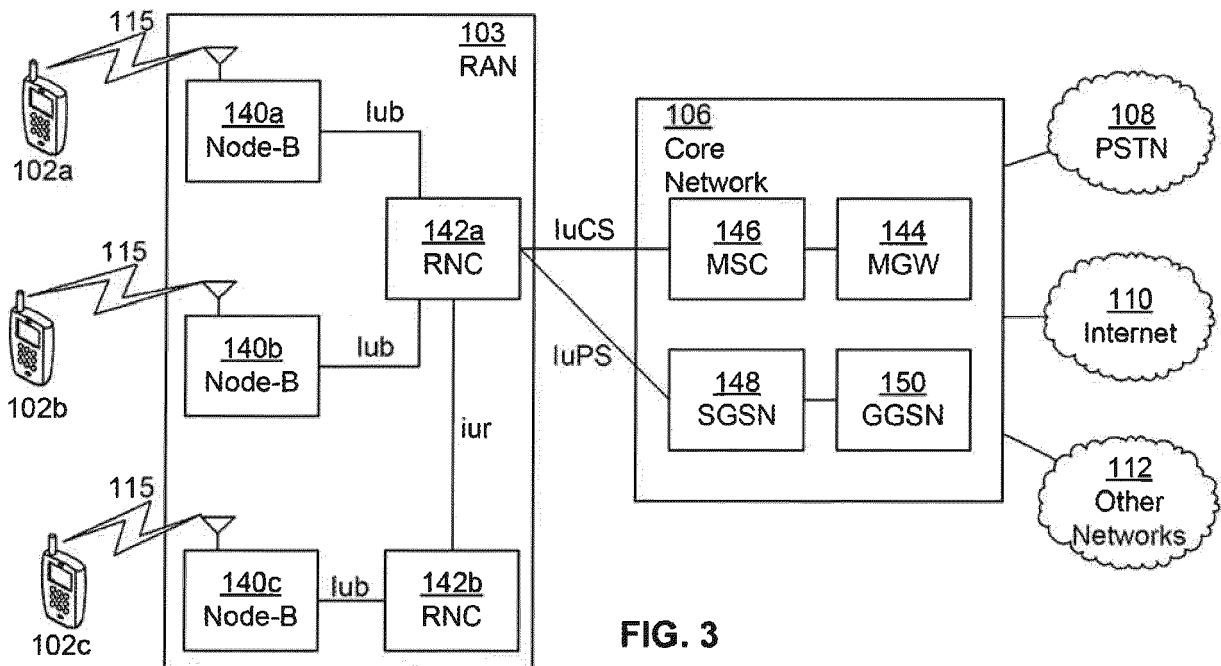 115
102a
103
RAN
140a
Node-B
Iub
115
102b
140b
Node-B
Iub
142a
RNC
iur
115
102c
140c
Node-B
Iub
142b
RNC
IuCS
IuPS
106
Core
Network
146
MSC
144
MGW
148
SGSN
150
GGSN
108
PSTN
110
Internet
112
Other
Networks
FIG. 3